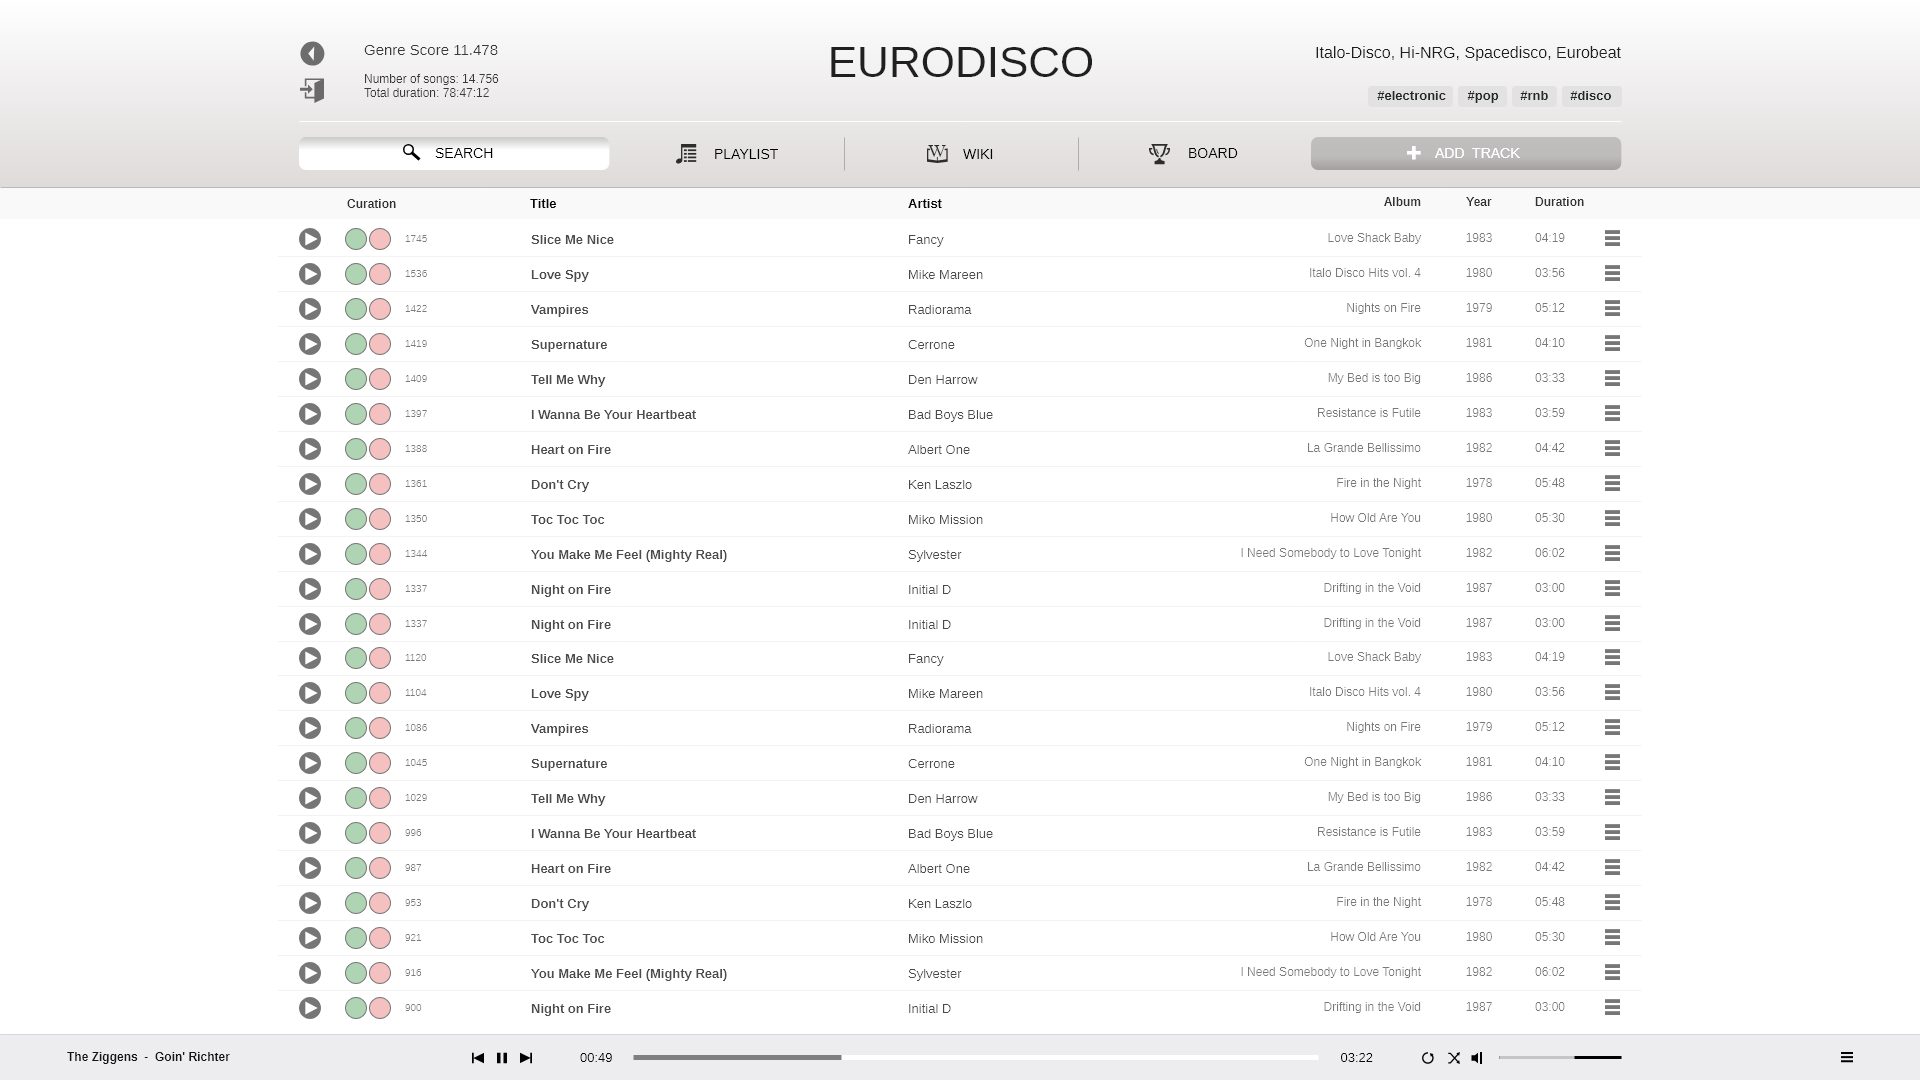 Genre Score 11.478
Number of songs: 14.756
Total duration: 78:47:12
EURODISCO
Italo-Disco, Hi-NRG, Spacedisco, Eurobeat
#electronic #pop #rnb #disco
SEARCH PLAYLIST W WIKI BOARD ADD TRACK
Curation Title Artist Album Year Duration
1745 Slice Me Nice Fancy Love Shack Baby 1983 04:19
1536 Love Spy Mike Mareen Italo Disco Hits vol. 4 1980 03:56
1422 Vampires Radiorama Nights on Fire 1979 05:12
1419 Supernature Cerrone One Night in Bangkok 1981 04:10
1409 Tell Me Why Den Harrow My Bed is too Big 1986 03:33
1397 I Wanna Be Your Heartbeat Bad Boys Blue Resistance is Futile 1983 03:59
1388 Heart on Fire Albert One La Grande Bellissimo 1982 04:42
1361 Don't Cry Ken Laszlo Fire in the Night 1978 05:48
1350 Toc Toc Toc Miko Mission How Old Are You 1980 05:30
1344 You Make Me Feel (Mighty Real) Sylvester I Need Somebody to Love Tonight 1982 06:02
1337 Night on Fire Initial D Drifting in the Void 1987 03:00
1337 Night on Fire Initial D Drifting in the Void 1987 03:00
1120 Slice Me Nice Fancy Love Shack Baby 1983 04:19
1104 Love Spy Mike Mareen Italo Disco Hits vol. 4 1980 03:56
1086 Vampires Radiorama Nights on Fire 1979 05:12
1045 Supernature Cerrone One Night in Bangkok 1981 04:10
1029 Tell Me Why Den Harrow My Bed is too Big 1986 03:33
996 I Wanna Be Your Heartbeat Bad Boys Blue Resistance is Futile 1983 03:59
987 Heart on Fire Albert One La Grande Bellissimo 1982 04:42
953 Don't Cry Ken Laszlo Fire in the Night 1978 05:48
921 Toc Toc Toc Miko Mission How Old Are You 1980 05:30
916 You Make Me Feel (Mighty Real) Sylvester I Need Somebody to Love Tonight 1982 06:02
900 Night on Fire Initial D Drifting in the Void 1987 03:00
The Ziggens - Goin' Richter 00:49 03:22